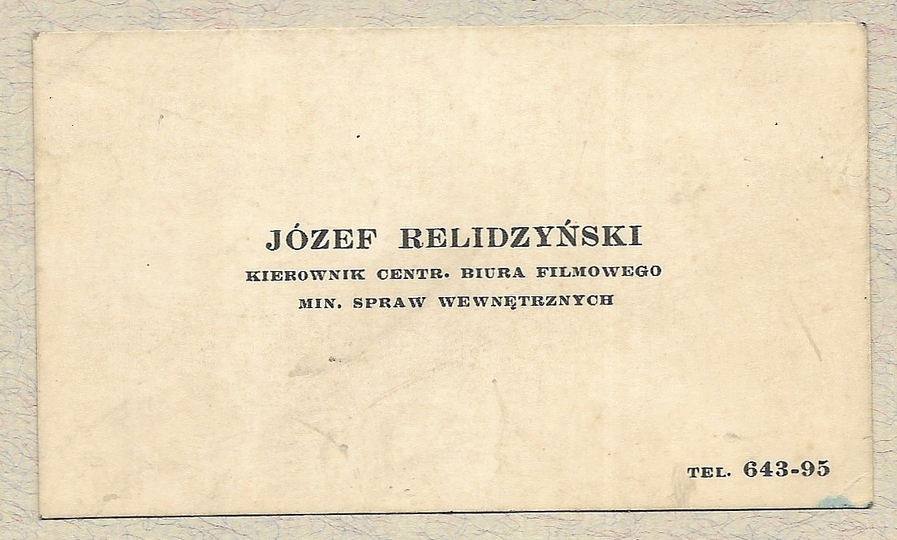 JÓZEF RELIDZYŃSKI
KIEROWNIK CENTR. BIURA FILMOWEGO
MIN. SPRAW WEWNĘTRZNYCH
TEL. 643-95